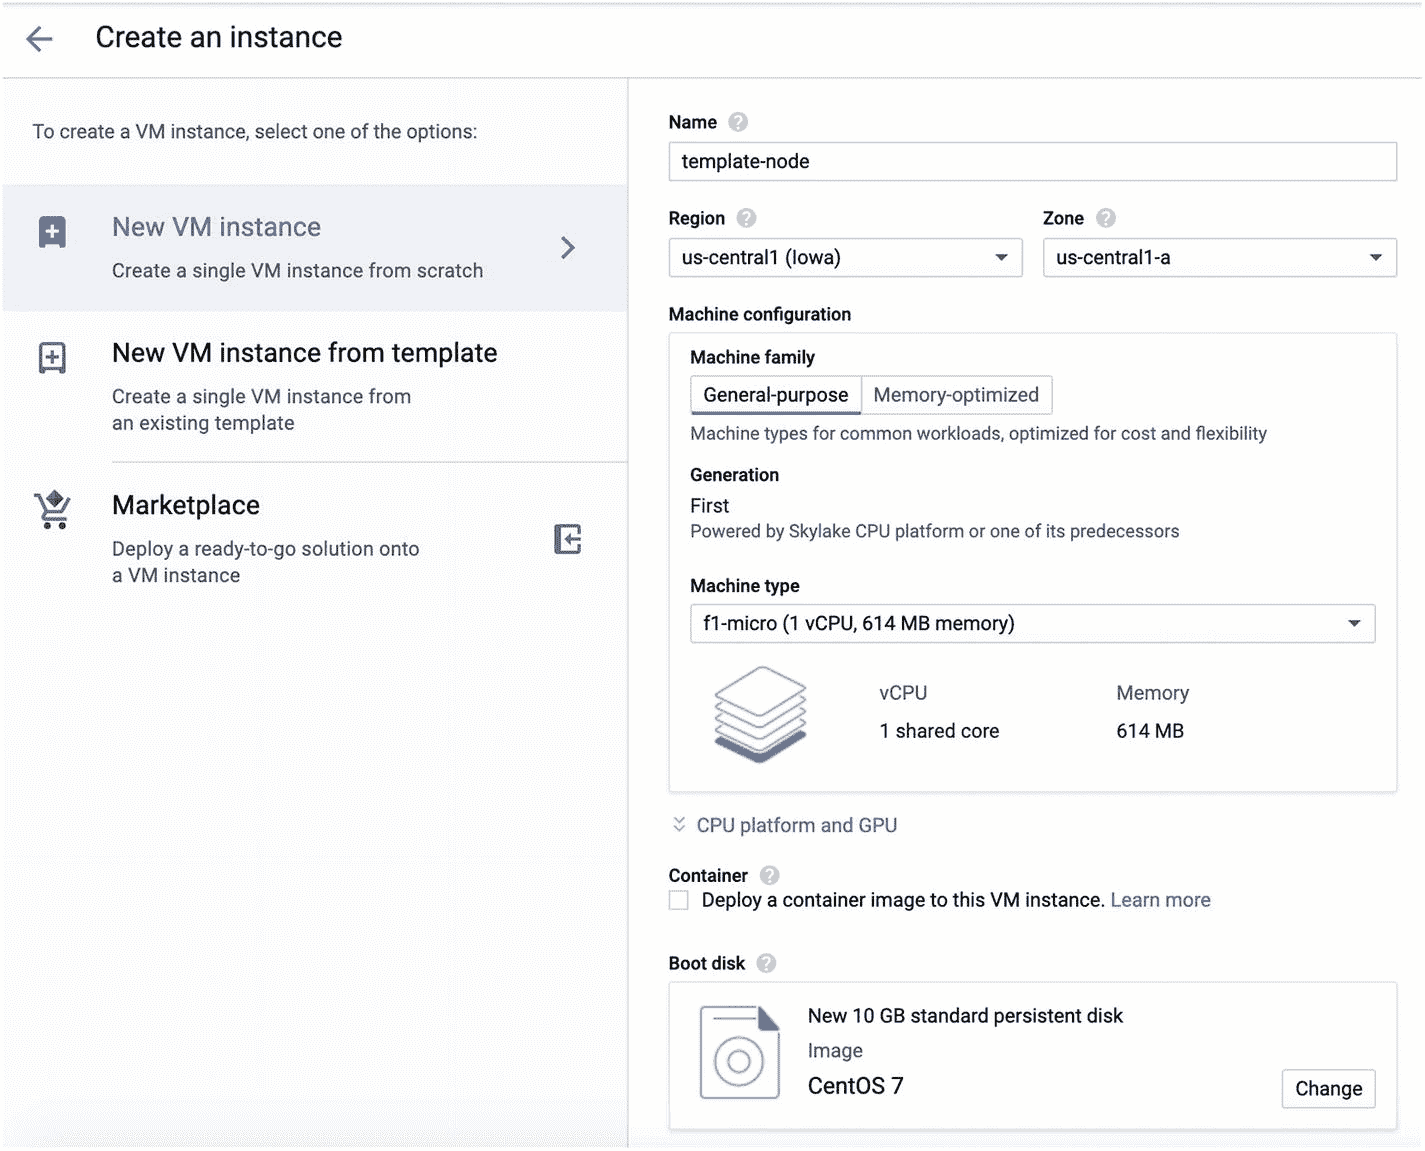 Create an instance
To create a VM instance, select one of the options:
New VM instance
Create a single VM instance from scratch
New VM instance from template
Create a single VM instance from
an existing template
Marketplace
Deploy a ready-to-go solution onto
a VM instance
Name ?
template-node
Region ? Zone ?
us-central1 (Iowa) us-central1-a
Machine configuration
Machine family
General-purpose Memory-optimized
Machine types for common workloads, optimized for cost and flexibility
Generation
First
Powered by Skylake CPU platform or one of its predecessors
Machine type
f1-micro (1 vCPU, 614 MB memory)
vCPU Memory
1 shared core 614 MB
CPU platform and GPU
Container ?
Deploy a container image to this VM instance. Learn more
Boot disk ?
New 10 GB standard persistent disk
Image
CentOS 7
Change